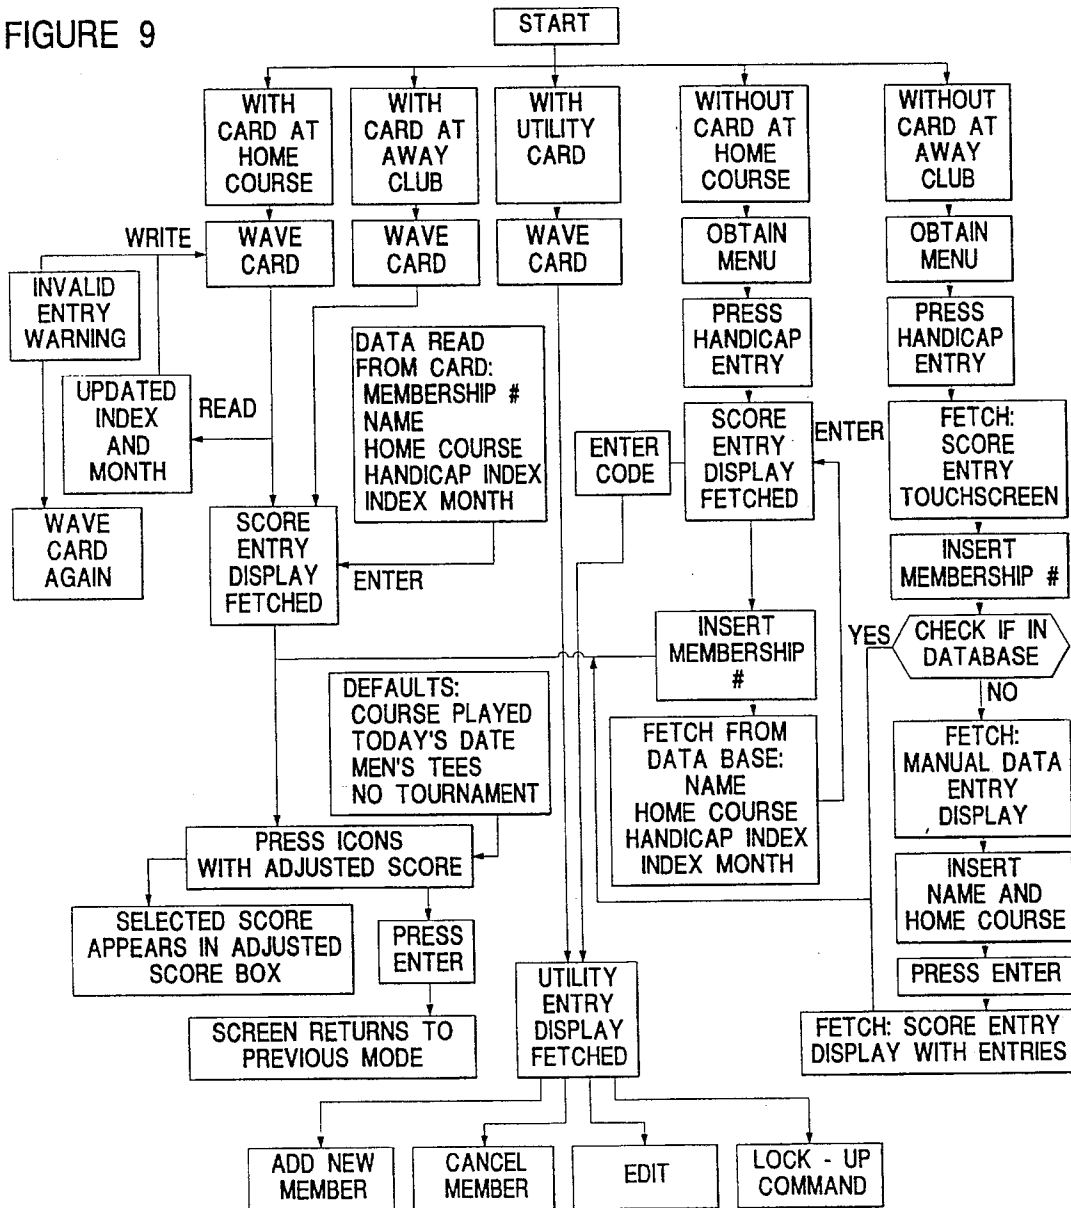 FIGURE 9
START
WITH
CARD AT
HOME
COURSE
WITH
CARD AT
AWAY
CLUB
WITH
UTILITY
CARD
WITHOUT
CARD AT
HOME
COURSE
WITHOUT
CARD AT
AWAY
CLUB
WRITE
WAVE
CARD
WAVE
CARD
WAVE
CARD
OBTAIN
MENU
OBTAIN
MENU
INVALID
ENTRY
WARNING
DATA READ
FROM CARD:
MEMBERSHIP #
NAME
HOME COURSE
HANDICAP INDEX
INDEX MONTH
PRESS
HANDICAP
ENTRY
PRESS
HANDICAP
ENTRY
UPDATED
INDEX
AND
MONTH
READ
ENTER
CODE
SCORE
ENTRY
DISPLAY
FETCHED
ENTER
FETCH:
SCORE
ENTRY
TOUCHSCREEN
WAVE
CARD
AGAIN
SCORE
ENTRY
DISPLAY
FETCHED
ENTER
INSERT
MEMBERSHIP #
INSERT
MEMBERSHIP
#
YES
CHECK IF IN
DATABASE
NO
DEFAULTS:
COURSE PLAYED
TODAY'S DATE
MEN'S TEES
NO TOURNAMENT
FETCH FROM
DATA BASE:
NAME
HOME COURSE
HANDICAP INDEX
INDEX MONTH
FETCH:
MANUAL DATA
ENTRY
DISPLAY
PRESS ICONS
WITH ADJUSTED SCORE
INSERT
NAME AND
HOME COURSE
SELECTED SCORE
APPEARS IN ADJUSTED
SCORE BOX
PRESS
ENTER
PRESS ENTER
UTILITY
ENTRY
DISPLAY
FETCHED
SCREEN RETURNS TO
PREVIOUS MODE
FETCH: SCORE ENTRY
DISPLAY WITH ENTRIES
ADD NEW
MEMBER
CANCEL
MEMBER
EDIT
LOCK - UP
COMMAND